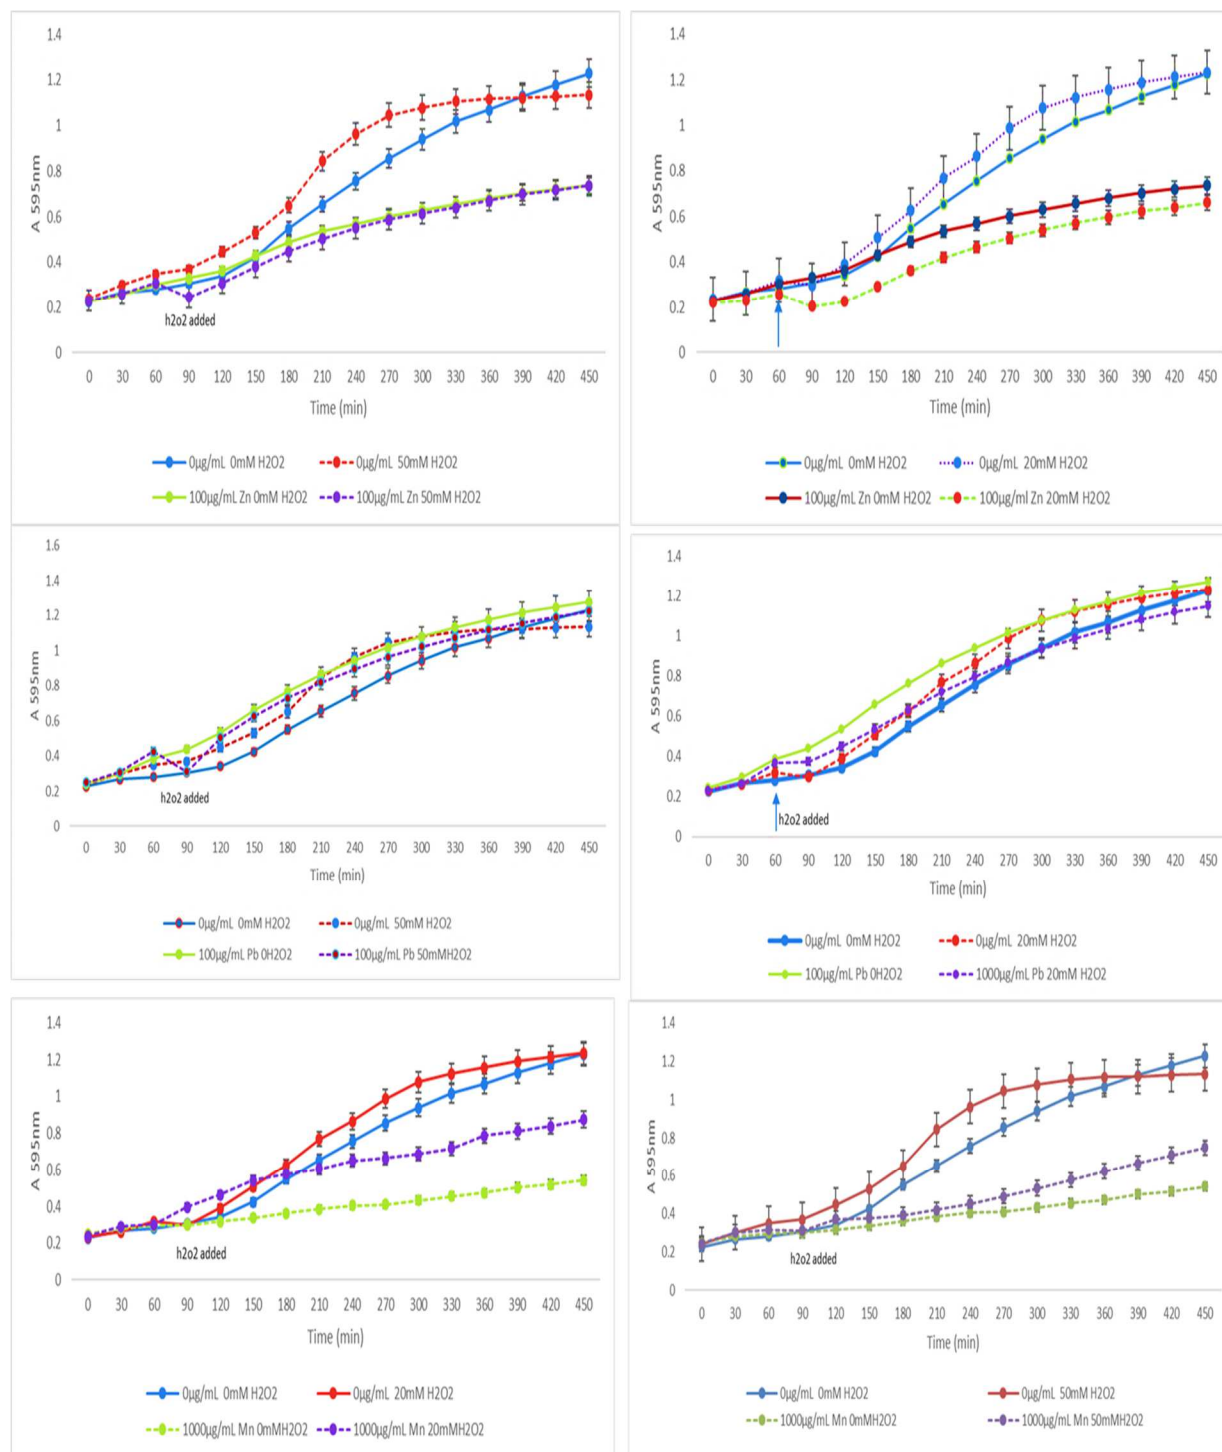 1.4
1.2
1
0.8
0.6
0.4
0.2
0
A 595nm
h2o2 added
0 30 60 90 120 150 180 210 240 270 300 330 360 390 420 450
Time (min)
0µg/mL 0mM H2O2 0µg/mL 50mM H2O2
100µg/mL Zn 0mM H2O2 100µg/mL Zn 50mM H2O2
1.4
1.2
1
0.8
0.6
0.4
0.2
0
A 595nm
0 30 60 90 120 150 180 210 240 270 300 330 360 390 420 450
Time (min)
0µg/mL 0mM H2O2 0µg/mL 20mM H2O2
100µg/mL Zn 0mM H2O2 100µg/ml Zn 20mM H2O2
1.6
1.4
1.2
1
0.8
0.6
0.4
0.2
0
A 595nm
h2o2 added
0 30 60 90 120 150 180 210 240 270 300 330 360 390 420 450
Time (min)
0µg/mL 0mM H2O2 0µg/mL 50mM H2O2
100µg/mL Pb 0H2O2 100µg/mL Pb 50mMH2O2
1.4
1.2
1
0.8
0.6
0.4
0.2
0
A 595nm
h2o2 added
0 30 60 90 120 150 180 210 240 270 300 330 360 390 420 450
Time (min)
0µg/mL 0mM H2O2 0µg/mL 20mM H2O2
100µg/mL Pb 0H2O2 1000µg/mL Pb 20mM H2O2
1.4
1.2
1
0.8
0.6
0.4
0.2
0
A 595nm
h2o2 added
0 30 60 90 120 150 180 210 240 270 300 330 360 390 420 450
Time (min)
0µg/mL 0mM H2O2 0µg/mL 20mM H2O2
1000µg/mL Mn 0mMH2O2 1000µg/mL Mn 20mMH2O2
1.4
1.2
1
0.8
0.6
0.4
0.2
0
A 595nm
h2o2 added
0 30 60 90 120 150 180 210 240 270 300 330 360 390 420 450
Time (min)
0µg/mL 0mM H2O2 0µg/mL 50mM H2O2
1000µg/mL Mn 0mMH2O2 1000µg/mL Mn 50mMH2O2